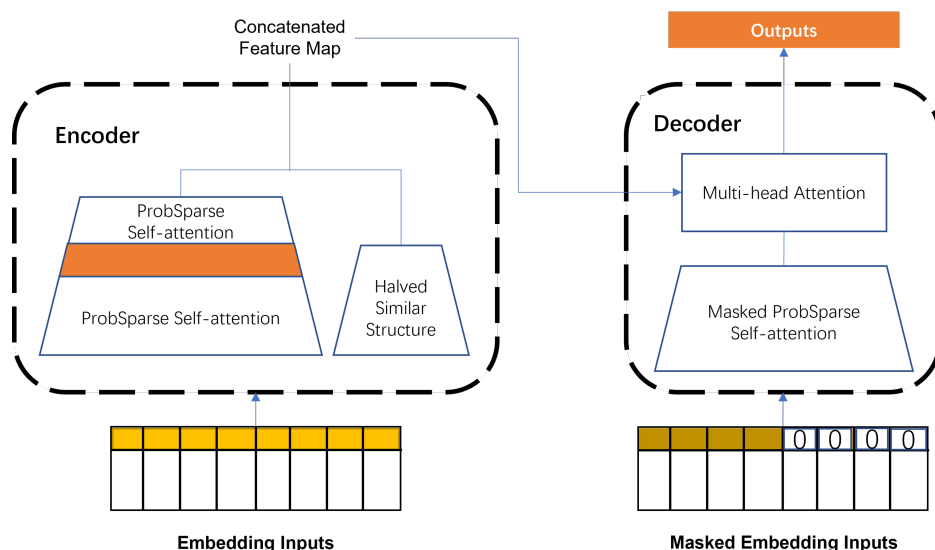 Concatenated
Feature Map
Outputs
Encoder
Decoder
ProbSparse
Self-attention
ProbSparse Self-attention
Halved
Similar
Structure
Multi-head Attention
Masked ProbSparse
Self-attention
0 0 0 0
Embedding Inputs
Masked Embedding Inputs